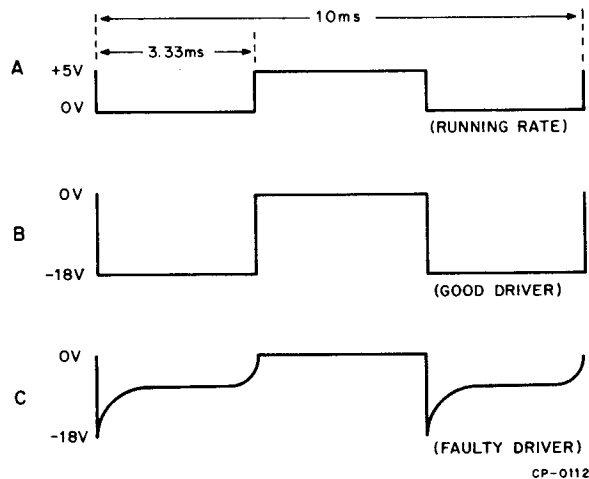 10ms
3.33ms
A
+5V
0V
(RUNNING RATE)
0V
B
-18V
(GOOD DRIVER)
0V
C
-18V
(FAULTY DRIVER)
CP-0112